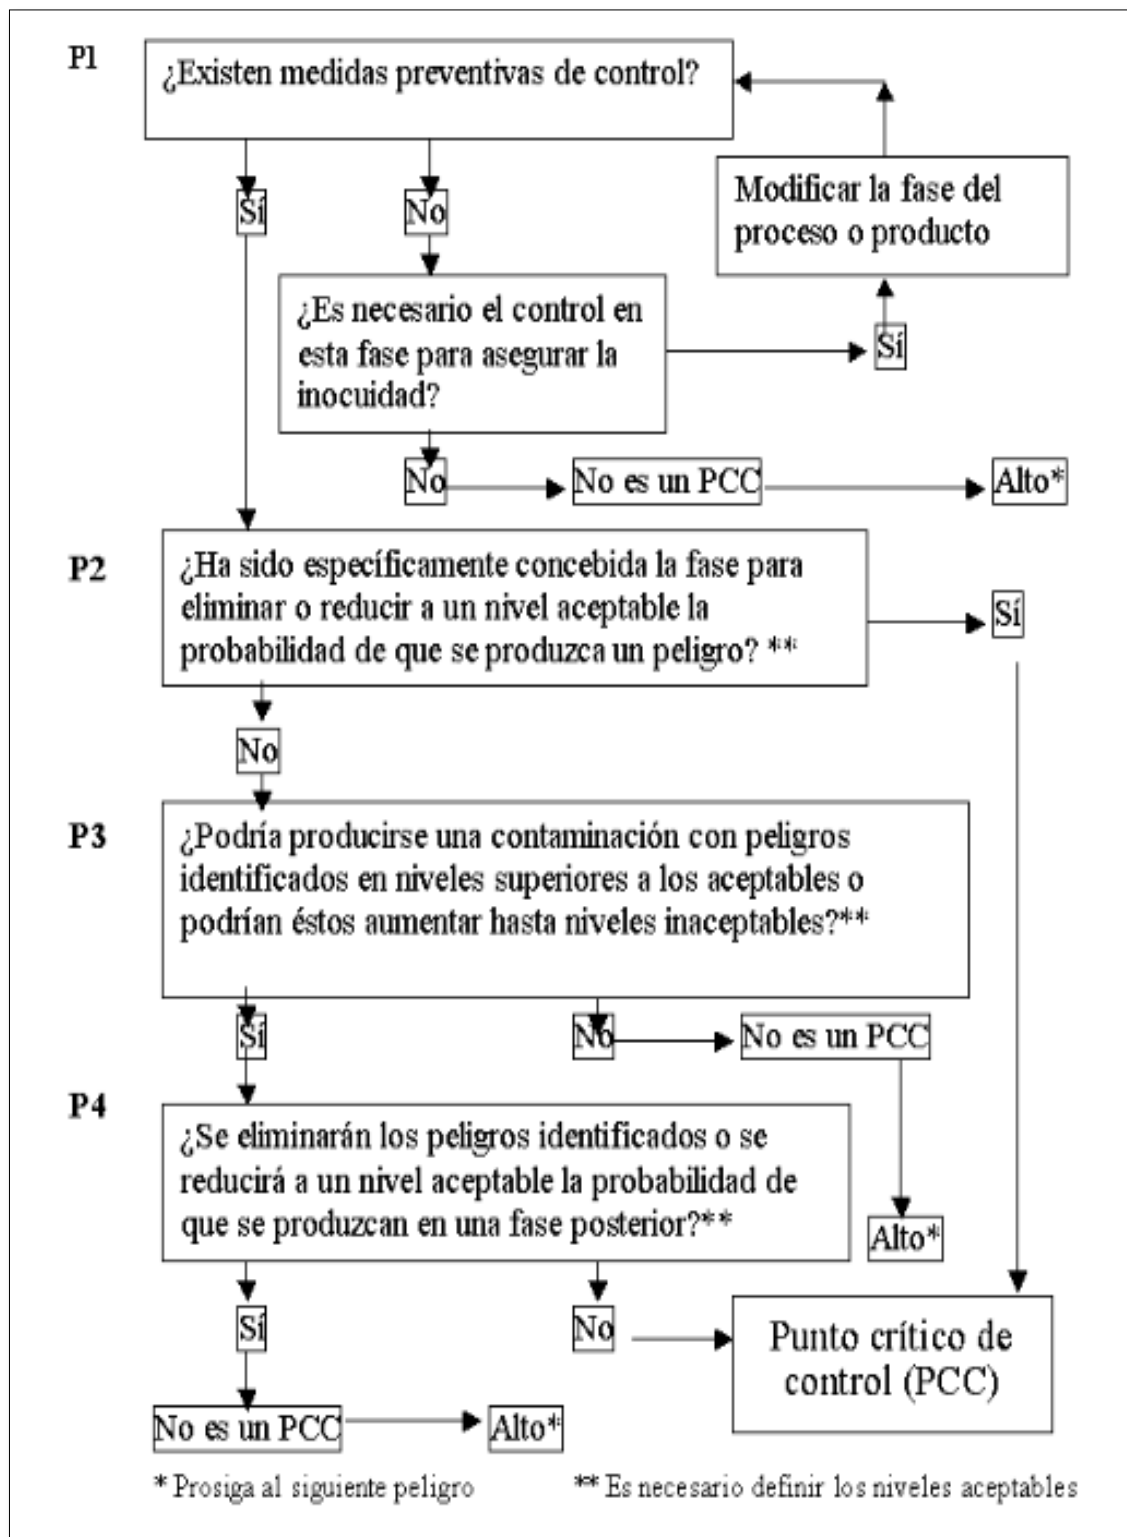 P1
¿Existen medidas preventivas de control?
Modificar la fase del
proceso o producto
Sí
No
¿Es necesario el control en
esta fase para asegurar la
inocuidad?
Sí
No
No es un PCC
Alto*
P2
¿Ha sido específicamente concebida la fase para
eliminar o reducir a un nivel aceptable la
probabilidad de que se produzca un peligro? **
Sí
No
P3
¿Podría producirse una contaminación con peligros
identificados en niveles superiores a los aceptables o
podrían éstos aumentar hasta niveles inaceptables?**
Sí
No
No es un PCC
P4
¿Se eliminarán los peligros identificados o se
reducirá a un nivel aceptable la probabilidad de
que se produzcan en una fase posterior?**
Alto*
Sí
No
Punto crítico de
control (PCC)
No es un PCC
Alto*
* Prosiga al siguiente peligro
** Es necesario definir los niveles aceptables